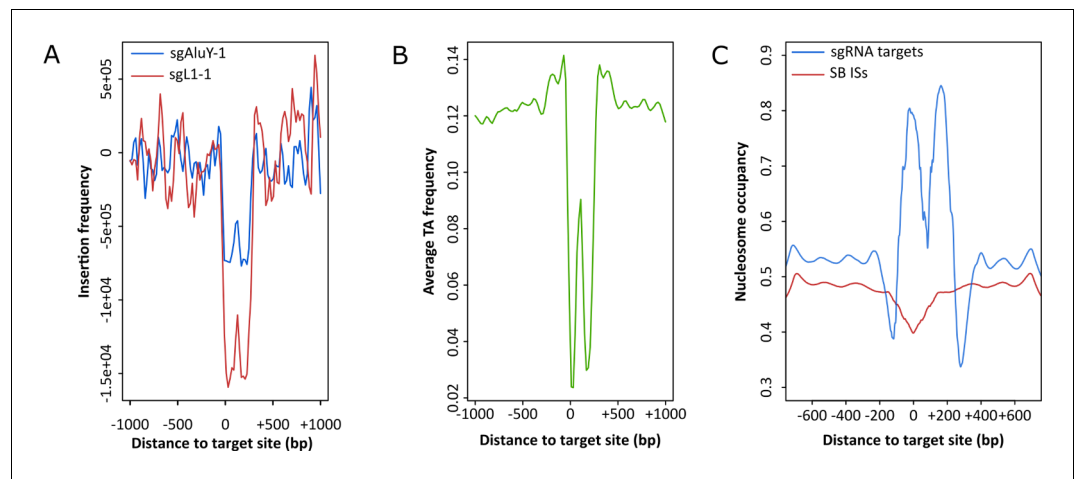 A
sgAluY-1
sgL1-1
Insertion frequency
5e+05
0
-5e+05
-1e+04
-1.5e+04
-1000
-500
0
+500
+1000
Distance to target site (bp)
B
Average TA frequency
0.14
0.12
0.10
0.08
0.06
0.04
0.02
-1000
-500
0
+500
+1000
Distance to target site (bp)
C
sgRNA targets
SB ISs
Nucleosome occupancy
0.9
0.8
0.7
0.6
0.5
0.4
0.3
-600
-400
-200
0
+200
+400
+600
Distance to target site (bp)